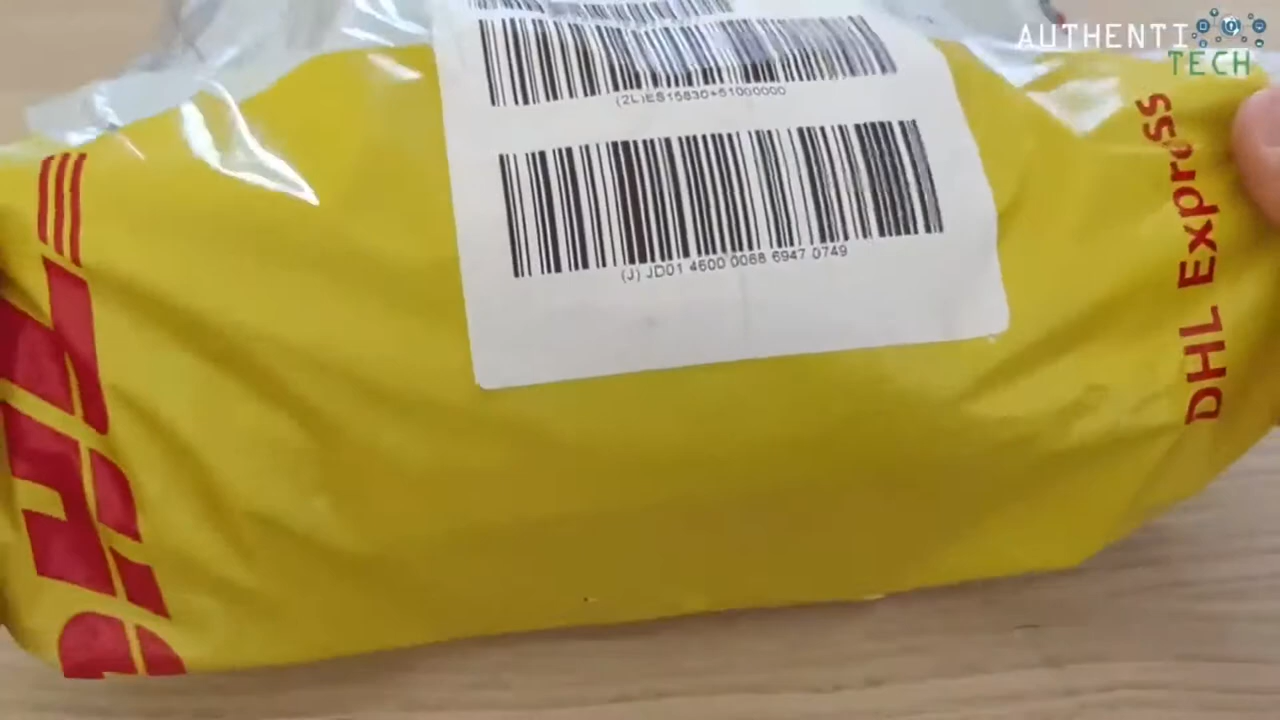 AUTHENTI
TECH
(2L)ES15830+51000000
(J) JD01 4600 0068 6947 0749
DHL Express
DHL